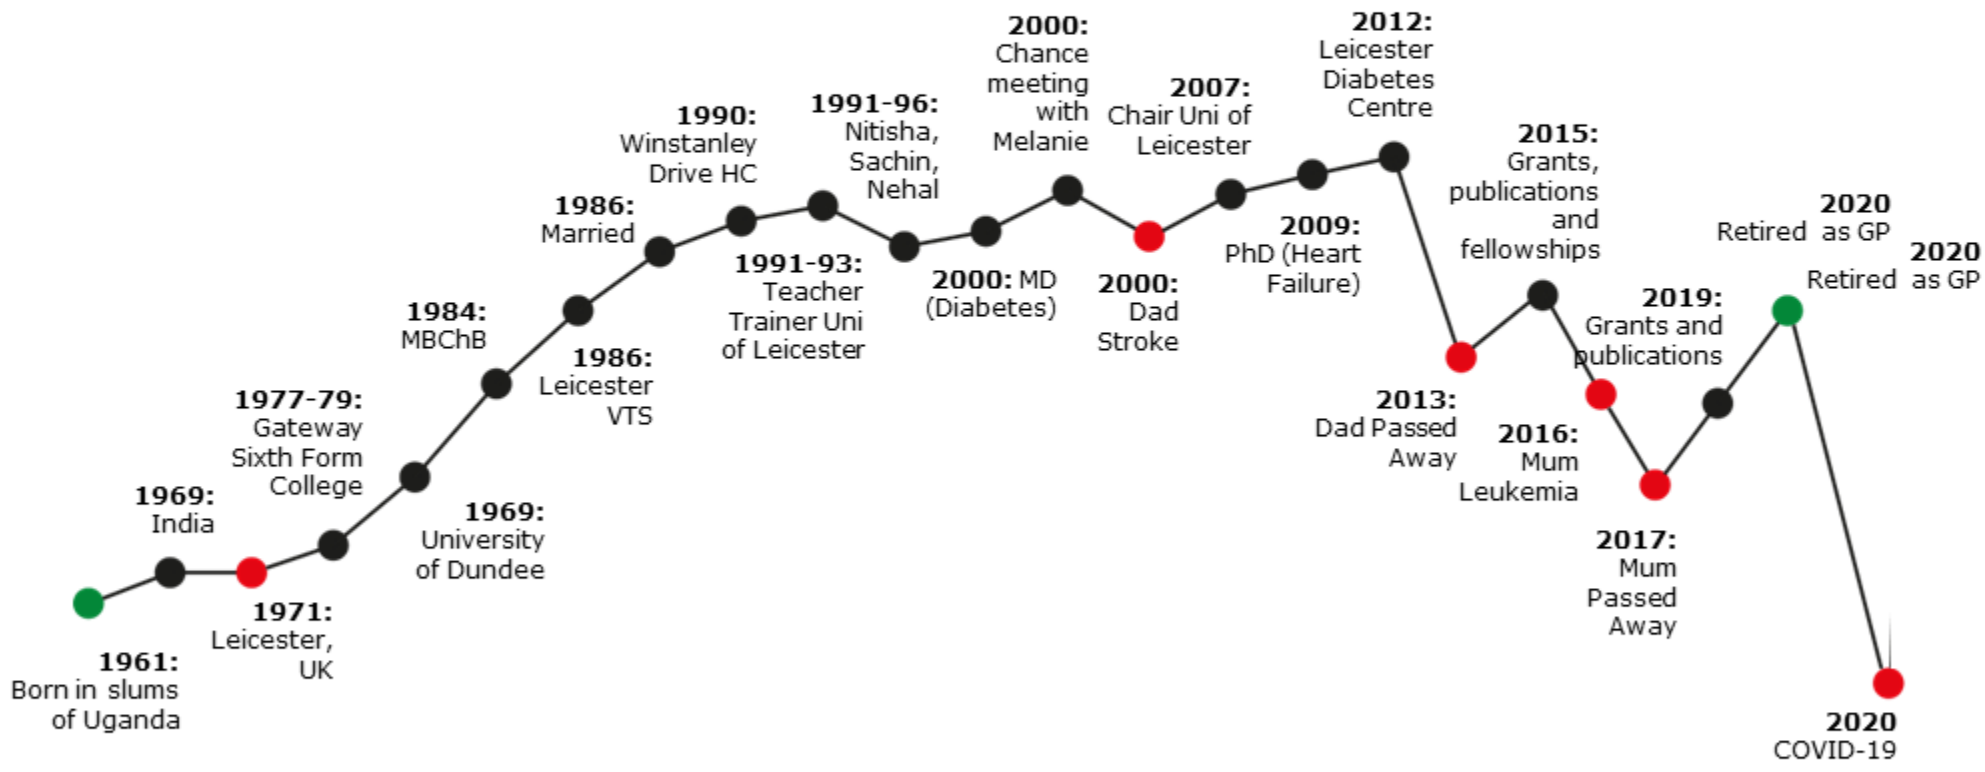 1961:
Born in slums
of Uganda
1969:
India
1971:
Leicester,
UK
1977-79:
Gateway
Sixth Form
College
1969:
University
of Dundee
1984:
MBChB
1986:
Leicester
VTS
1986:
Married
1990:
Winstanley
Drive HC
1991-93:
Teacher
Trainer Uni
of Leicester
1991-96:
Nitisha,
Sachin,
Nehal
2000: MD
(Diabetes)
2000:
Chance
meeting
with
Melanie
2000:
Dad
Stroke
2007:
Chair Uni of
Leicester
2009:
PhD (Heart
Failure)
2012:
Leicester
Diabetes
Centre
2013:
Dad Passed
Away
2015:
Grants,
publications
and
fellowships
2016:
Mum
Leukemia
2017:
Mum
Passed
Away
2019:
Grants and
publications
2020
Retired as GP
2020
Retired as GP
2020
COVID-19